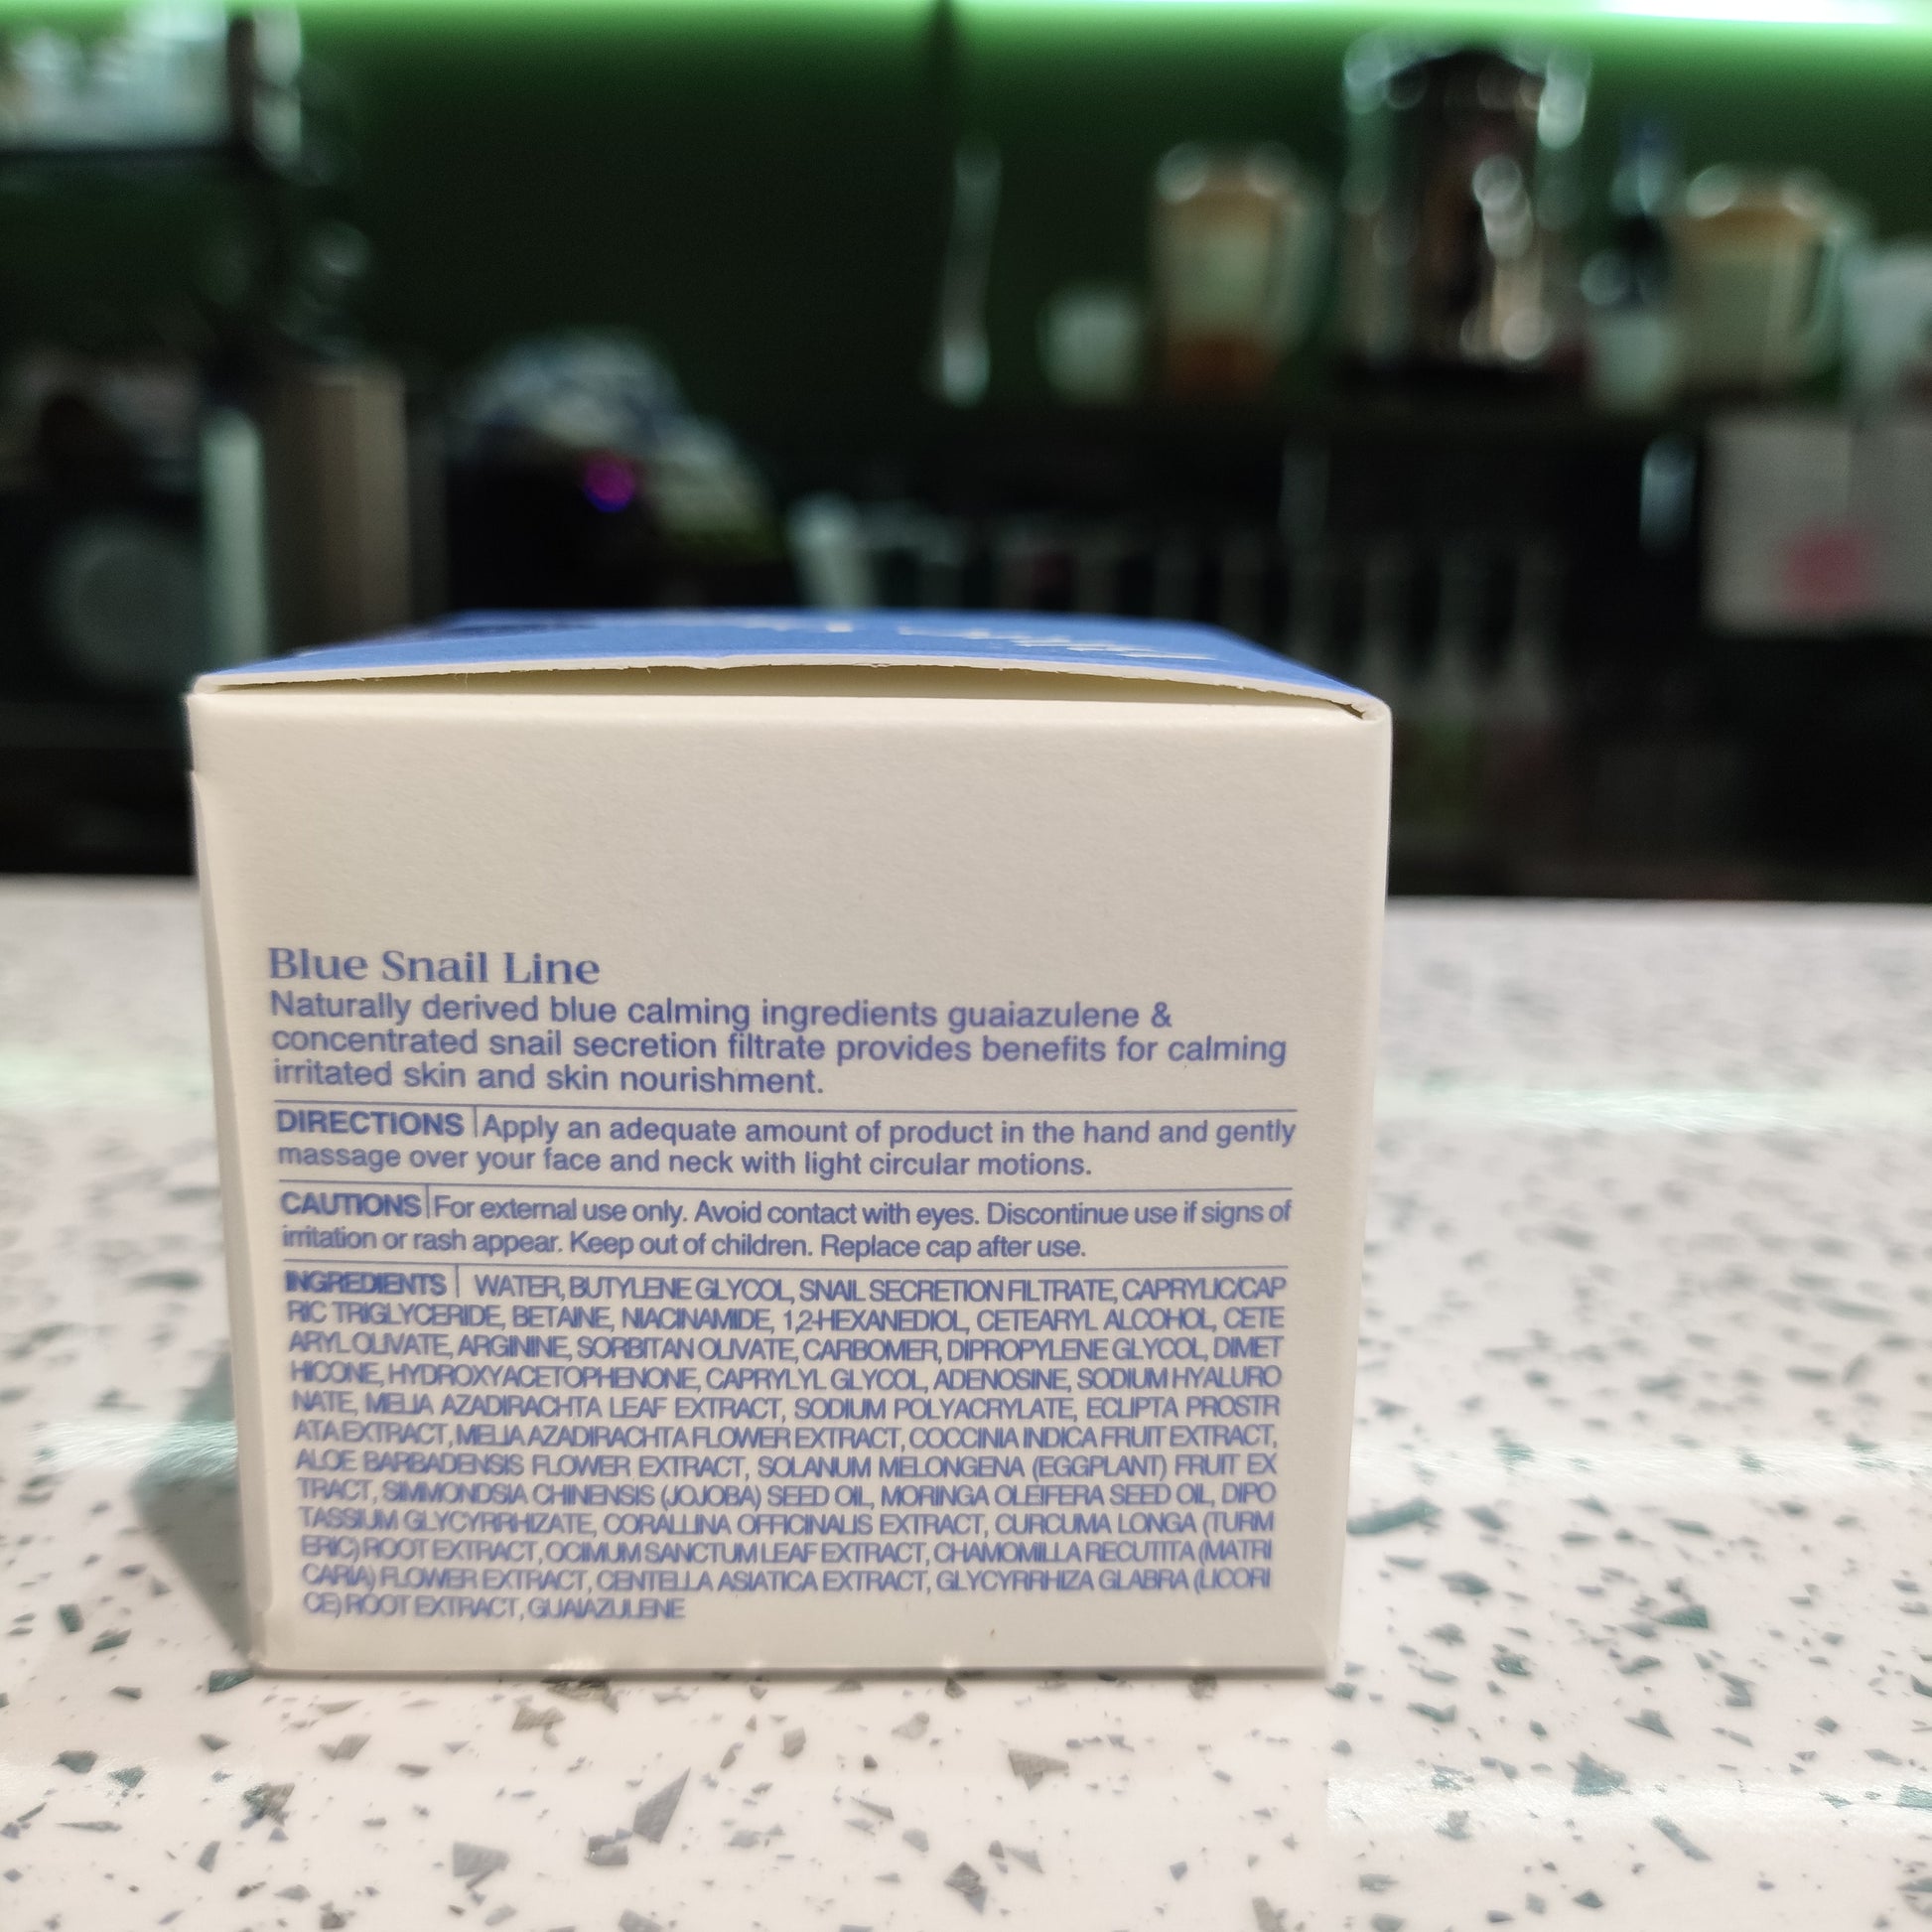 Blue Snail Line
Naturally derived blue calming ingredients guaiazulene &
concentrated snail secretion filtrate provides benefits for calming
irritated skin and skin nourishment.
DIRECTIONS | Apply an adequate amount of product in the hand and gently
massage over your face and neck with light circular motions.
CAUTIONS | For external use only. Avoid contact with eyes. Discontinue use if signs of
irritation or rash appear. Keep out of children. Replace cap after use.
INGREDIENTS | WATER, BUTYLENE GLYCOL, SNAIL SECRETION FILTRATE, CAPRYLIC/CAP
RIC TRIGLYCERIDE, BETAINE, NIACINAMIDE, 1,2-HEXANEDIOL, CETEARYL ALCOHOL, CETE
ARYL OLIVATE, ARGININE, SORBITAN OLIVATE, CARBOMER, DIPROPYLENE GLYCOL, DIMET
HICONE, HYDROXYACETOPHENONE, CAPRYLYL GLYCOL, ADENOSINE, SODIUM HYALURO
NATE, MELIA AZADIRACHTA LEAF EXTRACT, SODIUM POLYACRYLATE, ECLIPTA PROSTR
ATA EXTRACT, MELIA AZADIRACHTA FLOWER EXTRACT, COCCINIA INDICA FRUIT EXTRACT,
ALOE BARBADENSIS FLOWER EXTRACT, SOLANUM MELONGENA (EGGPLANT) FRUIT EX
TRACT, SIMMONDSIA CHINENSIS (JOJOBA) SEED OIL, MORINGA OLEIFERA SEED OIL, DIPO
TASSIUM GLYCYRRHIZATE, CORALLINA OFFICINALIS EXTRACT, CURCUMA LONGA (TURM
ERIC) ROOT EXTRACT, OCIMUM SANCTUM LEAF EXTRACT, CHAMOMILLA RECUTITA (MATRI
CARIA) FLOWER EXTRACT, CENTELLA ASIATICA EXTRACT, GLYCYRRHIZA GLABRA (LICORI
CE) ROOT EXTRACT, GUAIAZULENE